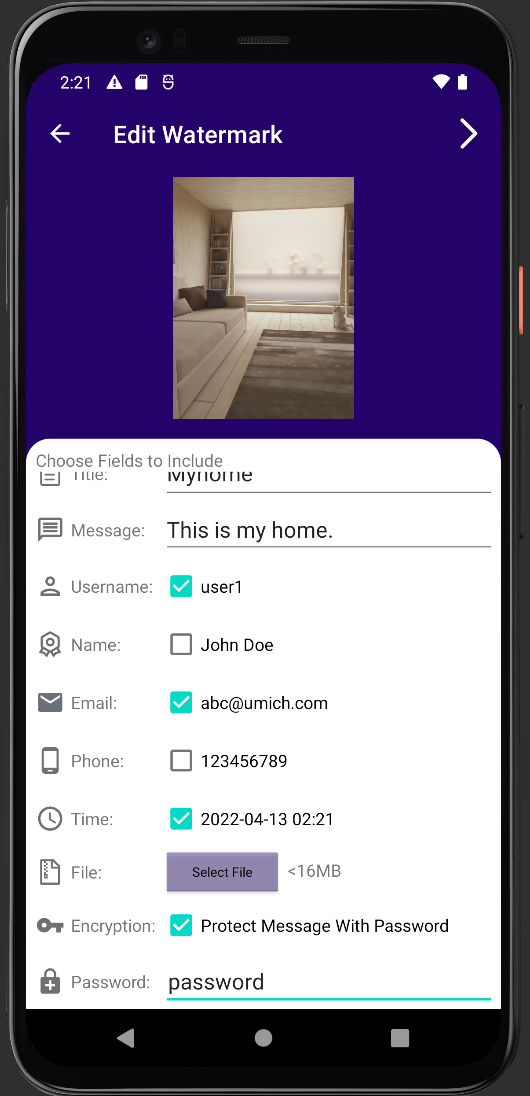 2:21
Edit Watermark
Choose Fields to Include
Title: Myhome
Message: This is my home.
Username: user1
Name: John Doe
Email: abc@umich.com
Phone: 123456789
Time: 2022-04-13 02:21
File: Select File <16MB
Encryption: Protect Message With Password
Password: password